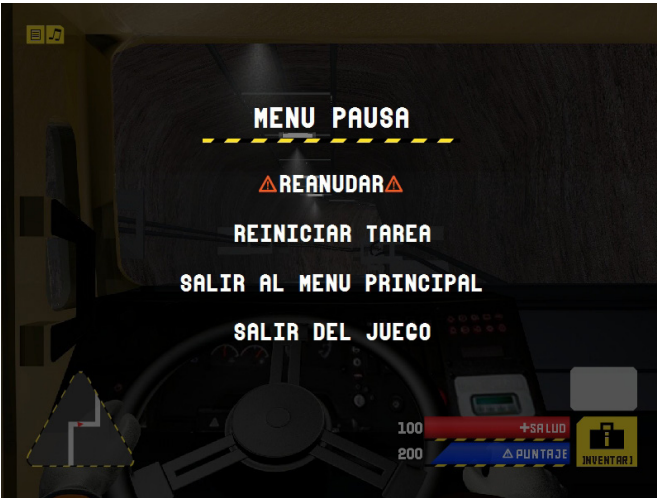 MENU PAUSA
REANUDAR
REINICIAR TAREA
SALIR AL MENU PRINCIPAL
SALIR DEL JUEGO
100 +SALUD
200 PUNTAJE
INVENTARI